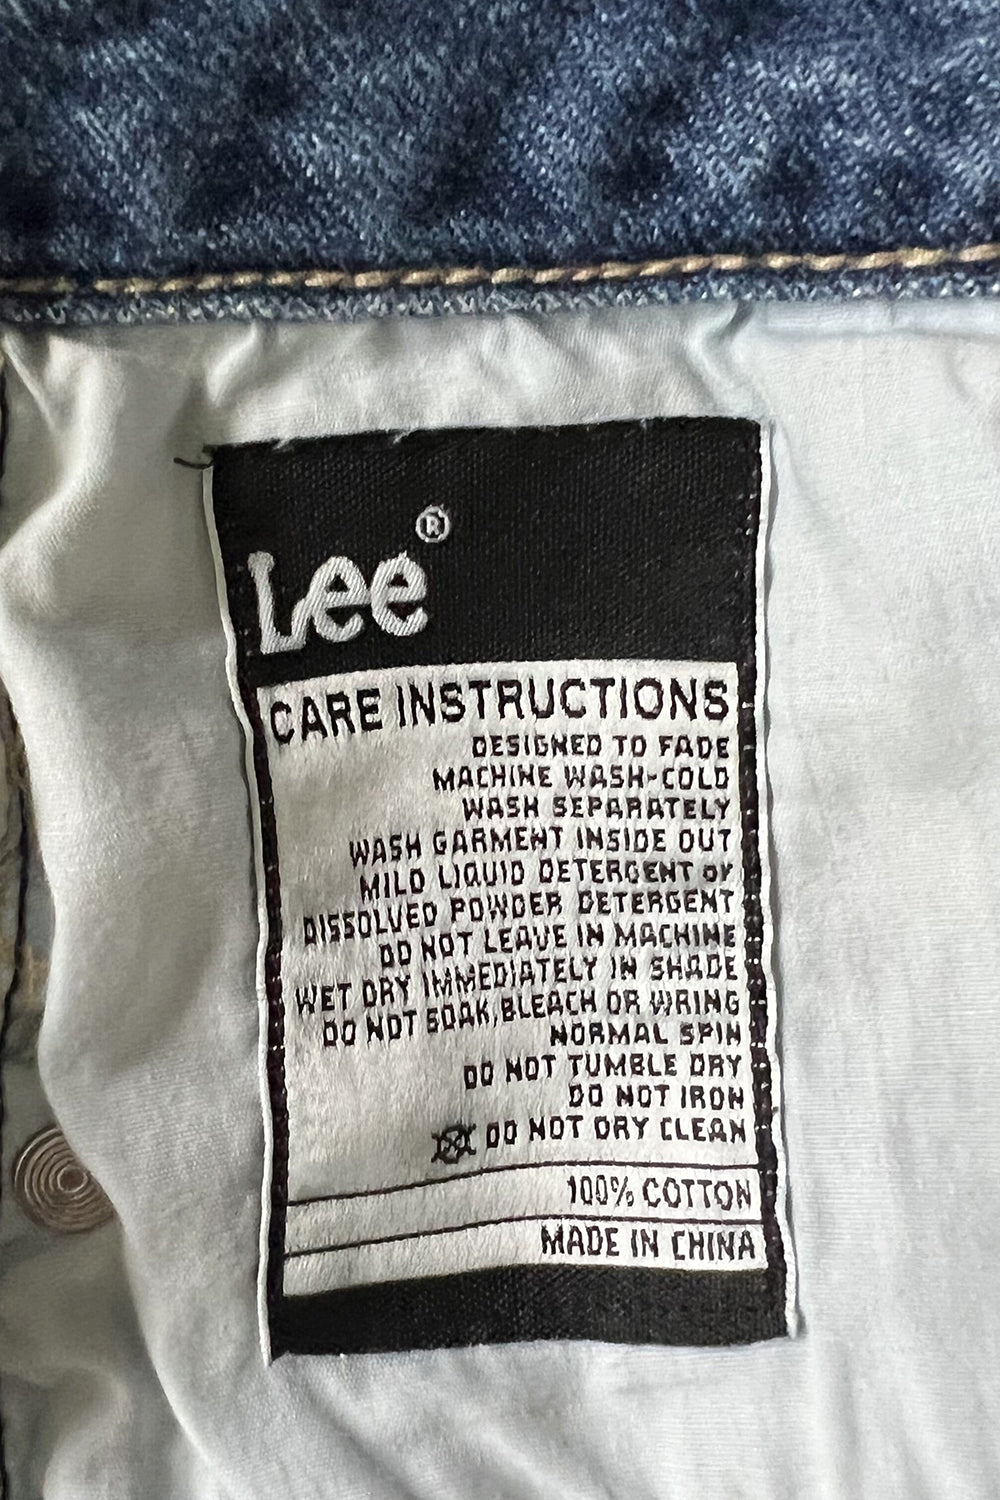 Lee®
CARE INSTRUCTIONS
DESIGNED TO FADE
MACHINE WASH-COLD
WASH SEPARATELY
WASH GARMENT INSIDE OUT
MILD LIQUID DETERGENT or
DISSOLVED POWDER DETERGENT
DO NOT LEAVE IN MACHINE
WET DRY IMMEDIATELY IN SHADE
DO NOT SOAK,BLEACH OR WRING
NORMAL SPIN
DO NOT TUMBLE DRY
DO NOT IRON
DO NOT DRY CLEAN
100% COTTON
MADE IN CHINA